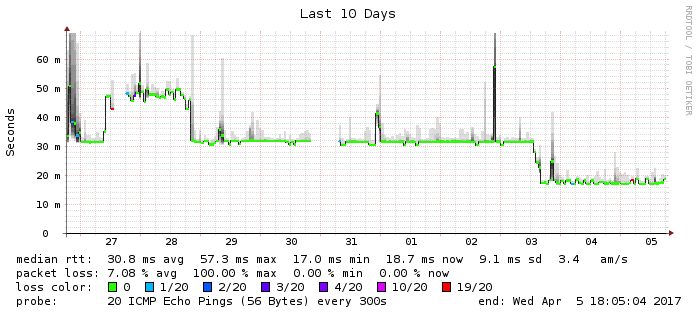 Last 10 Days
RRDTOOL / TOBI OETIKER
Seconds
60 m
50 m
40 m
30 m
20 m
10 m
0
27 28 29 30 31 01 02 03 04 05
median rtt: 30.8 ms avg 57.3 ms max 17.0 ms min 18.7 ms now 9.1 ms sd 3.4 am/s
packet loss: 7.08 % avg 100.00 % max 0.00 % min 0.00 % now
loss color: 0 1/20 2/20 3/20 4/20 10/20 19/20
probe: 20 ICMP Echo Pings (56 Bytes) every 300s end: Wed Apr 5 18:05:04 2017